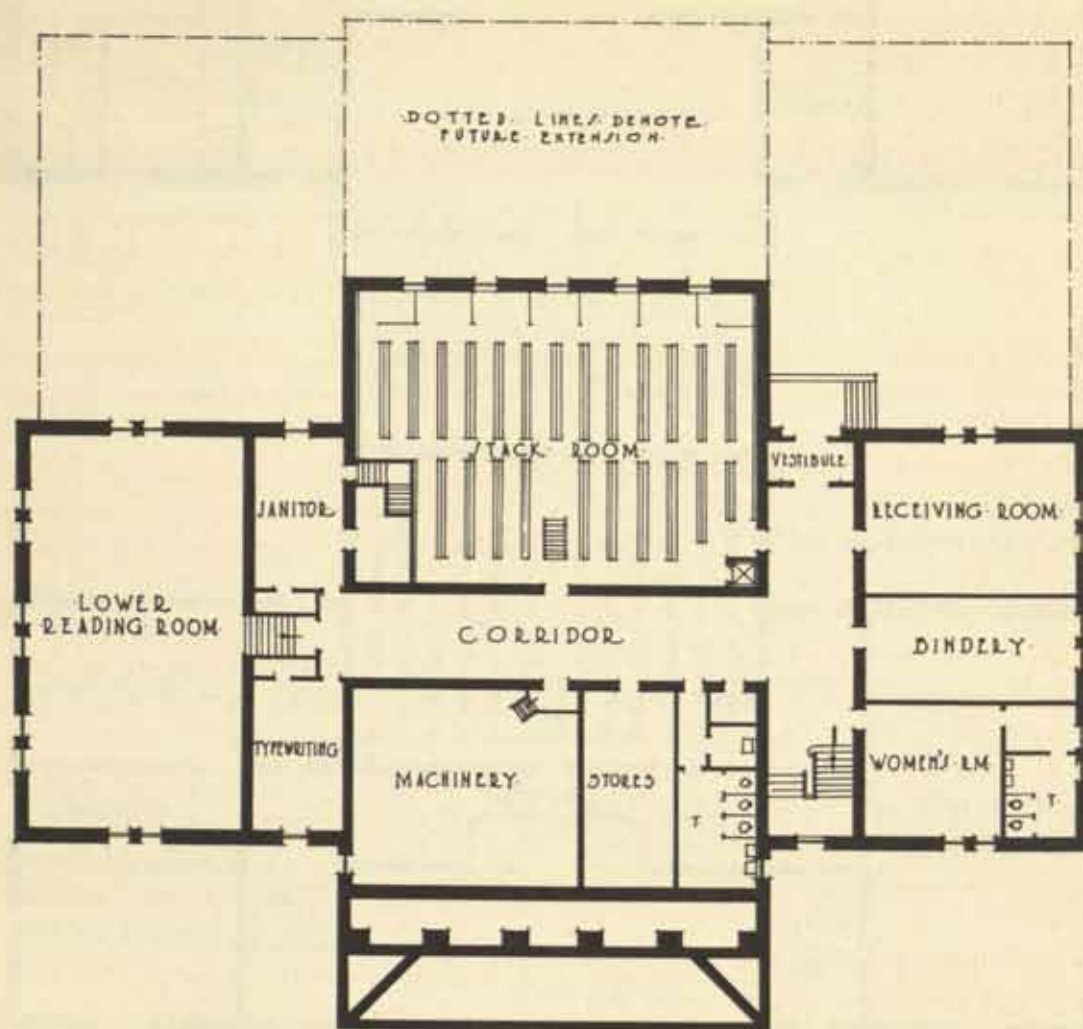 DOTTED LINES DENOTE
FUTURE EXTENSION
STACK ROOM
VESTIBULE
JANITOR
RECEIVING ROOM
LOWER
READING ROOM
CORRIDOR
BINDERY
TYPEWRITING
MACHINERY
STORES
WOMEN'S RM
T.
T.